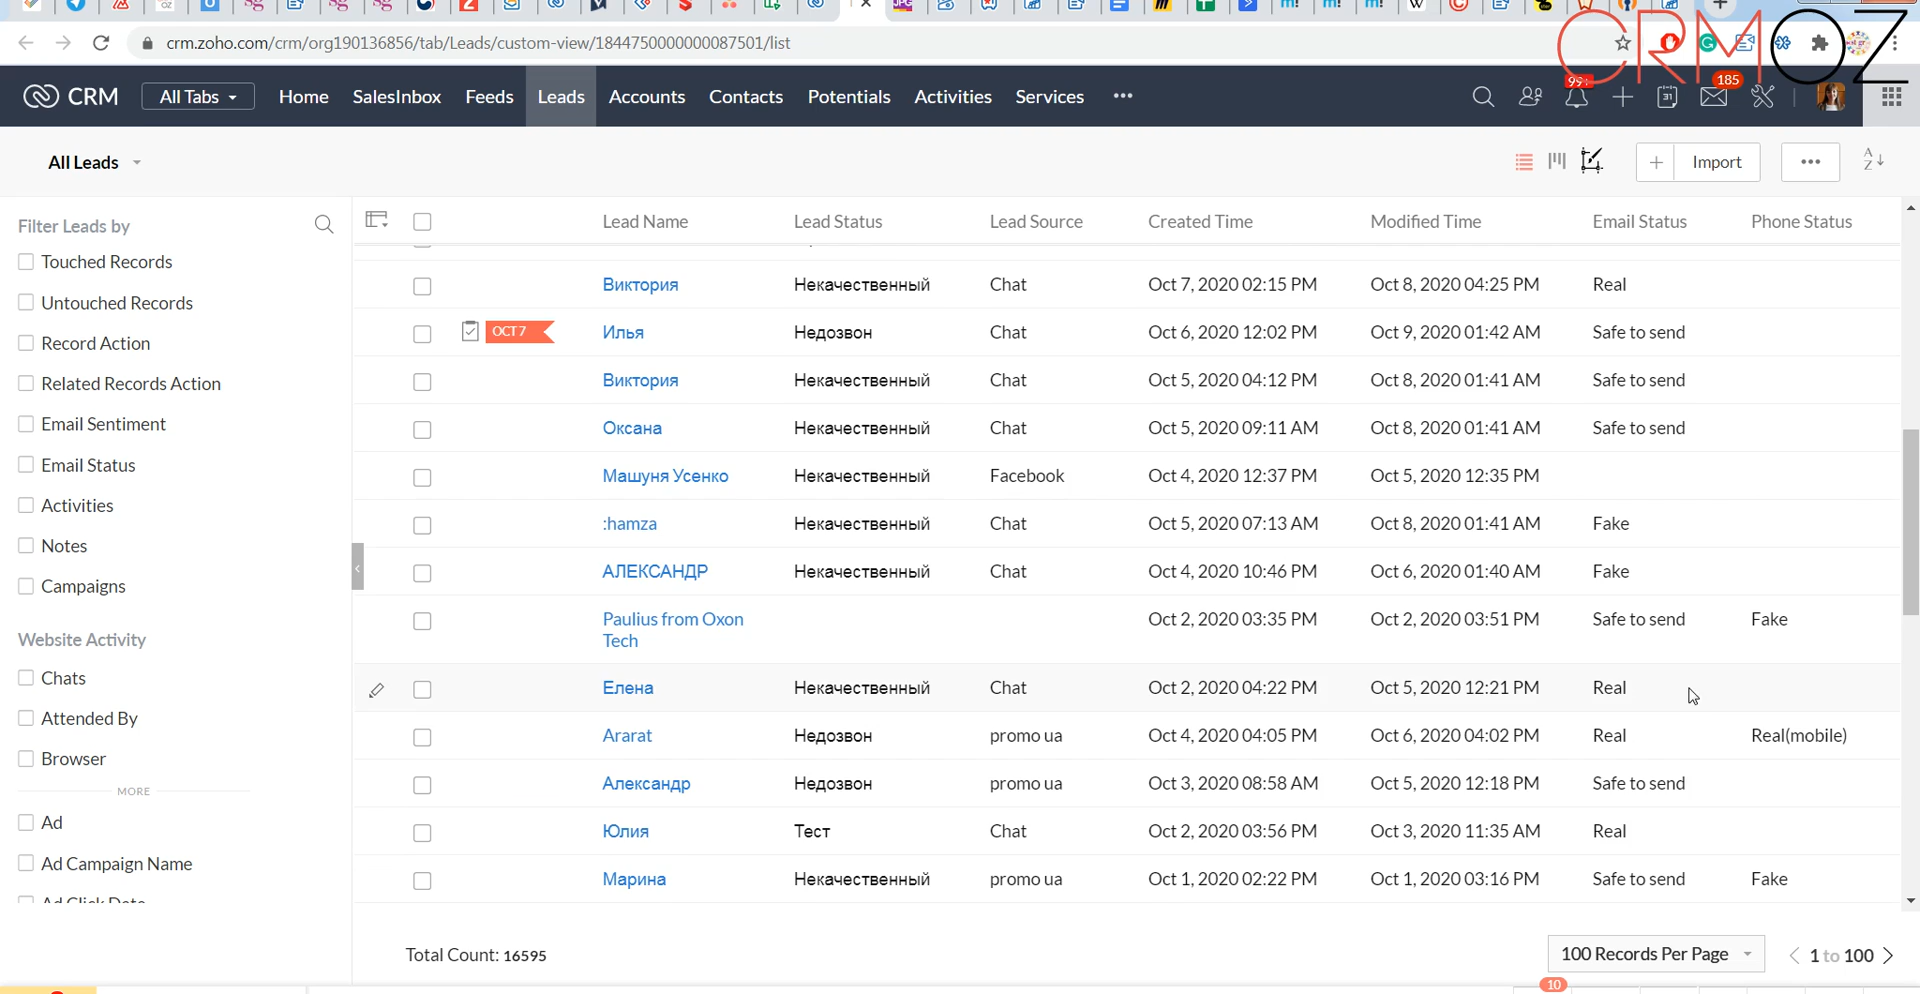 crm.zoho.com/crm/org190136856/tab/Leads/custom-view/1844750000000087501/list
CRMOZ
CRM All Tabs Home SalesInbox Feeds Leads Accounts Contacts Potentials Activities Services ••• 99+ 31 185
All Leads + Import ••• A Z
Filter Leads by
Touched Records
Untouched Records
Record Action
Related Records Action
Email Sentiment
Email Status
Activities
Notes
Campaigns
Website Activity
Chats
Attended By
Browser
MORE
Ad
Ad Campaign Name
Ad Click Date
Lead Name Lead Status Lead Source Created Time Modified Time Email Status Phone Status
Виктория Некачественный Chat Oct 7, 2020 02:15 PM Oct 8, 2020 04:25 PM Real
OCT 7 Илья Недозвон Chat Oct 6, 2020 12:02 PM Oct 9, 2020 01:42 AM Safe to send
Виктория Некачественный Chat Oct 5, 2020 04:12 PM Oct 8, 2020 01:41 AM Safe to send
Оксана Некачественный Chat Oct 5, 2020 09:11 AM Oct 8, 2020 01:41 AM Safe to send
Машуня Усенко Некачественный Facebook Oct 4, 2020 12:37 PM Oct 5, 2020 12:35 PM
:hamza Некачественный Chat Oct 5, 2020 07:13 AM Oct 8, 2020 01:41 AM Fake
АЛЕКСАНДР Некачественный Chat Oct 4, 2020 10:46 PM Oct 6, 2020 01:40 AM Fake
Paulius from Oxon Oct 2, 2020 03:35 PM Oct 2, 2020 03:51 PM Safe to send Fake
Tech
Елена Некачественный Chat Oct 2, 2020 04:22 PM Oct 5, 2020 12:21 PM Real
Ararat Недозвон promo ua Oct 4, 2020 04:05 PM Oct 6, 2020 04:02 PM Real Real(mobile)
Александр Недозвон promo ua Oct 3, 2020 08:58 AM Oct 5, 2020 12:18 PM Safe to send
Юлия Тест Chat Oct 2, 2020 03:56 PM Oct 3, 2020 11:35 AM Real
Марина Некачественный promo ua Oct 1, 2020 02:22 PM Oct 1, 2020 03:16 PM Safe to send Fake
Total Count: 16595 100 Records Per Page 1 to 100
10